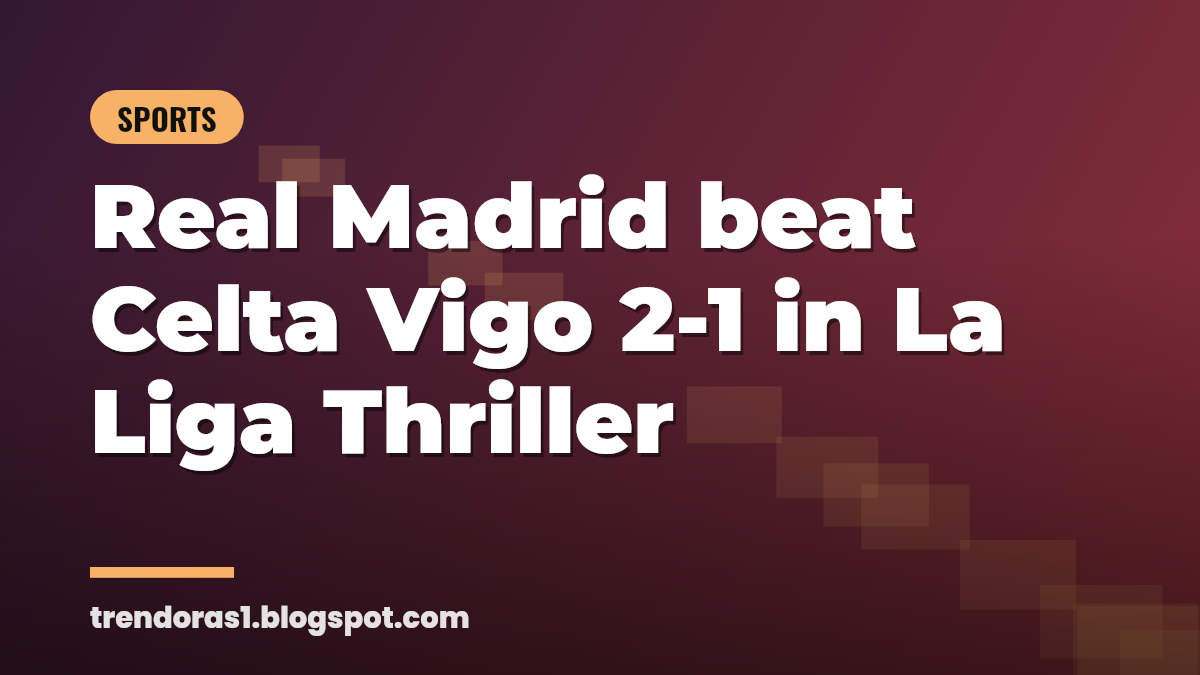 SPORTS
Real Madrid beat
Celta Vigo 2-1 in La
Liga Thriller
trendoras1.blogspot.com